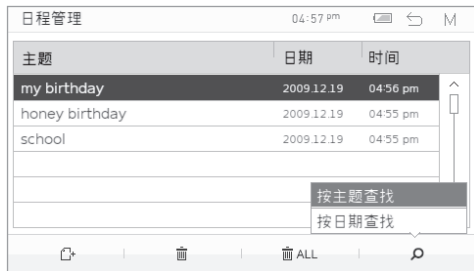 日程管理 04:57 pm M
主题 日期 时间
my birthday 2009.12.19 04:56 pm
honey birthday 2009.12.19 04:55 pm
school 2009.12.19 04:55 pm
按主题查找
按日期查找
ALL